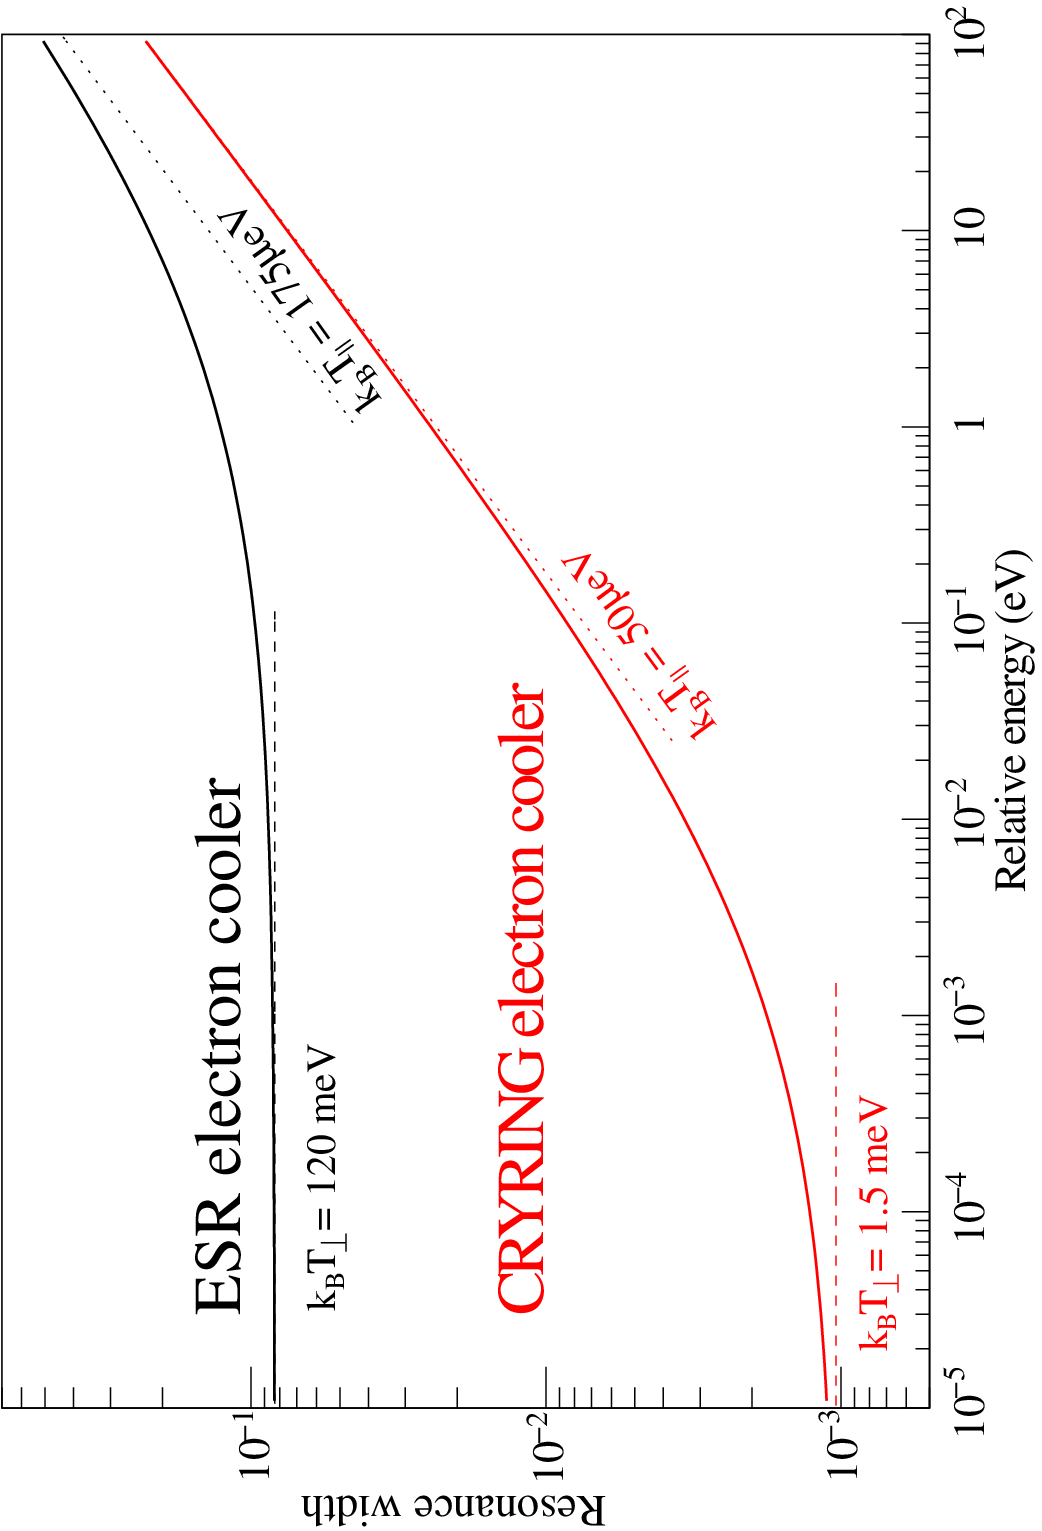 ESR electron cooler
k_BT_⊥ = 120 meV
k_BT_∥ = 175μeV
CRYRING electron cooler
k_BT_∥ = 50μeV
k_BT_⊥ = 1.5 meV
Resonance width
10⁻¹
10⁻²
10⁻³
10⁻⁵
10⁻⁴
10⁻³
10⁻²
10⁻¹
1
10
10²
Relative energy (eV)